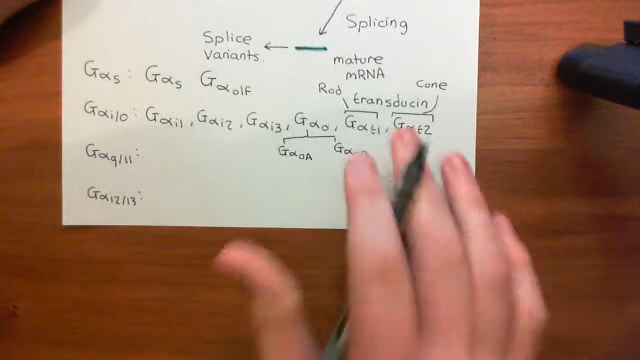 Splicing
Splice Variants.
mature mRNA
Gαs: Gαs Gαolf
Rod transducin Cone
Gαi/o: Gαi1, Gαi2, Gαi3, Gαo, Gαt1, Gαt2
GαoA
Gαq/11:
Gα12/13: